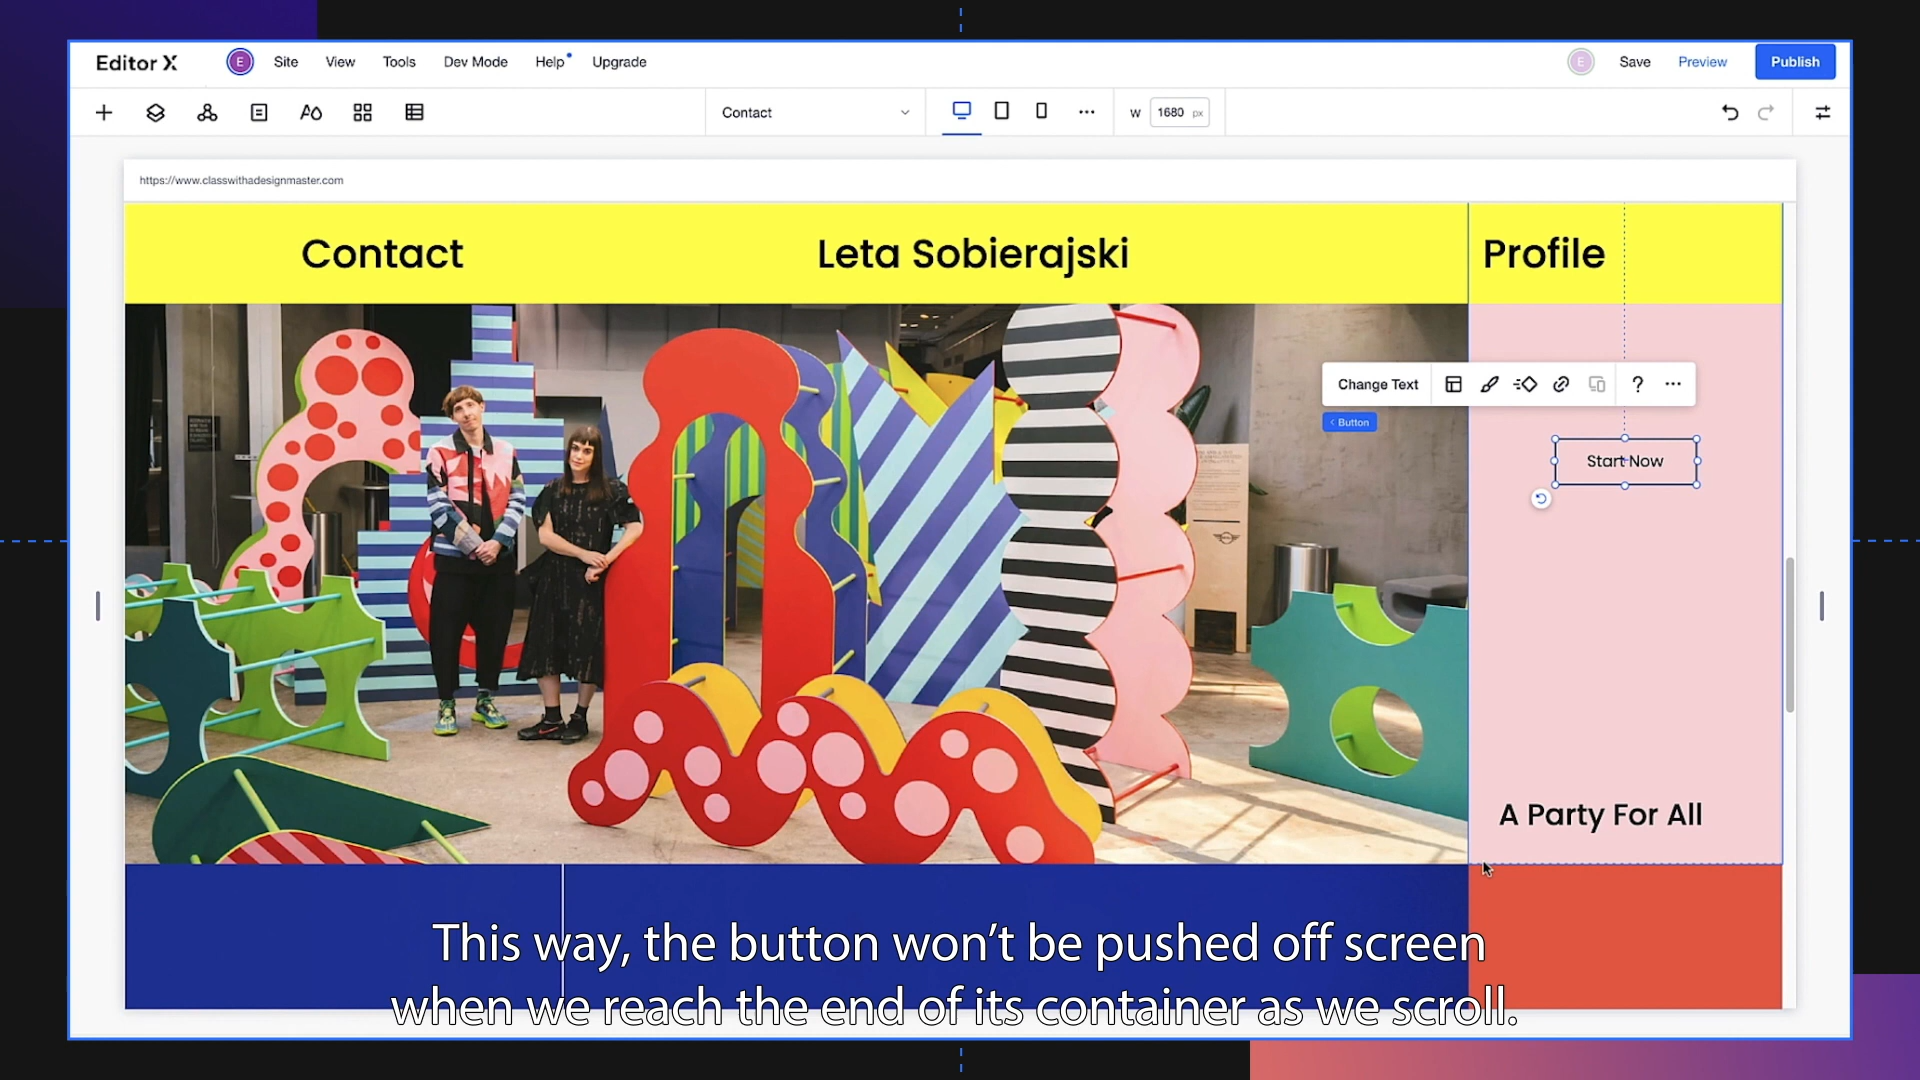 Editor X
E
Site
View
Tools
Dev Mode
Help
Upgrade
E
Save
Preview
Publish
Contact
W
1680 px
https://www.classwithadesignmaster.com
Contact
Leta Sobierajski
Profile
Change Text
?
< Button
Start Now
A Party For All
This way, the button won’t be pushed off screen
when we reach the end of its container as we scroll.